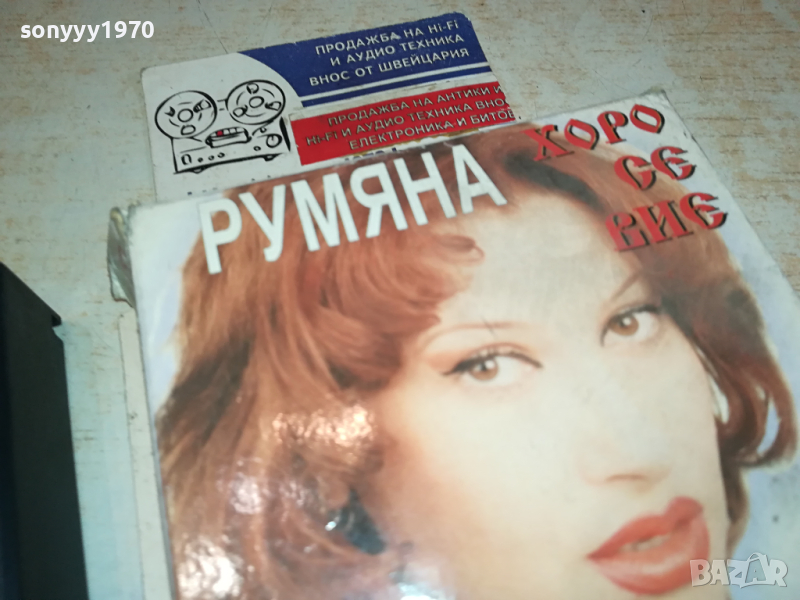 sonyyy1970
ПРОДАЖБА НА Hi-Fi
И АУДИО ТЕХНИКА
ВНОС ОТ ШВЕЙЦАРИЯ
ПРОДАЖБА НА АНТИКИ И
Hi-Fi И АУДИО ТЕХНИКА ВНО
ЕЛЕКТРОНИКА И БИТОВ
РУМЯНА
ХОРО
СЕ
ВИЕ
BAZAR